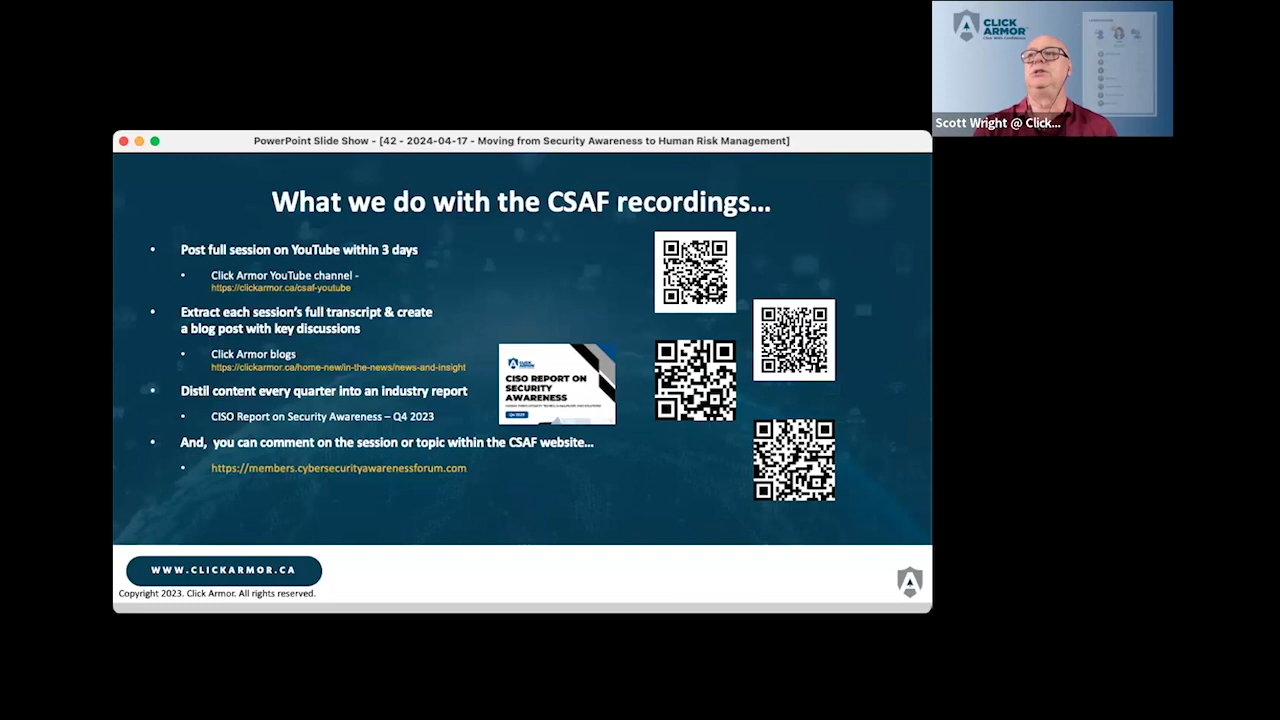 CLICK
ARMOR
Scott Wright @ Click...
PowerPoint Slide Show - [42 - 2024-04-17 - Moving from Security Awareness to Human Risk Management]
What we do with the CSAF recordings...
• Post full session on YouTube within 3 days
• Click Armor YouTube channel -
https://clickarmor.ca/csaf-youtube
• Extract each session's full transcript & create
a blog post with key discussions
• Click Armor blogs
https://clickarmor.ca/home-new/in-the-news/news-and-insight
• Distil content every quarter into an industry report
• CISO Report on Security Awareness – Q4 2023
• And, you can comment on the session or topic within the CSAF website...
• https://members.cybersecurityawarenessforum.com
CLICK
ARMOR
CISO REPORT ON
SECURITY
AWARENESS
Q4 2023
WWW.CLICKARMOR.CA
Copyright 2023. Click Armor. All rights reserved.